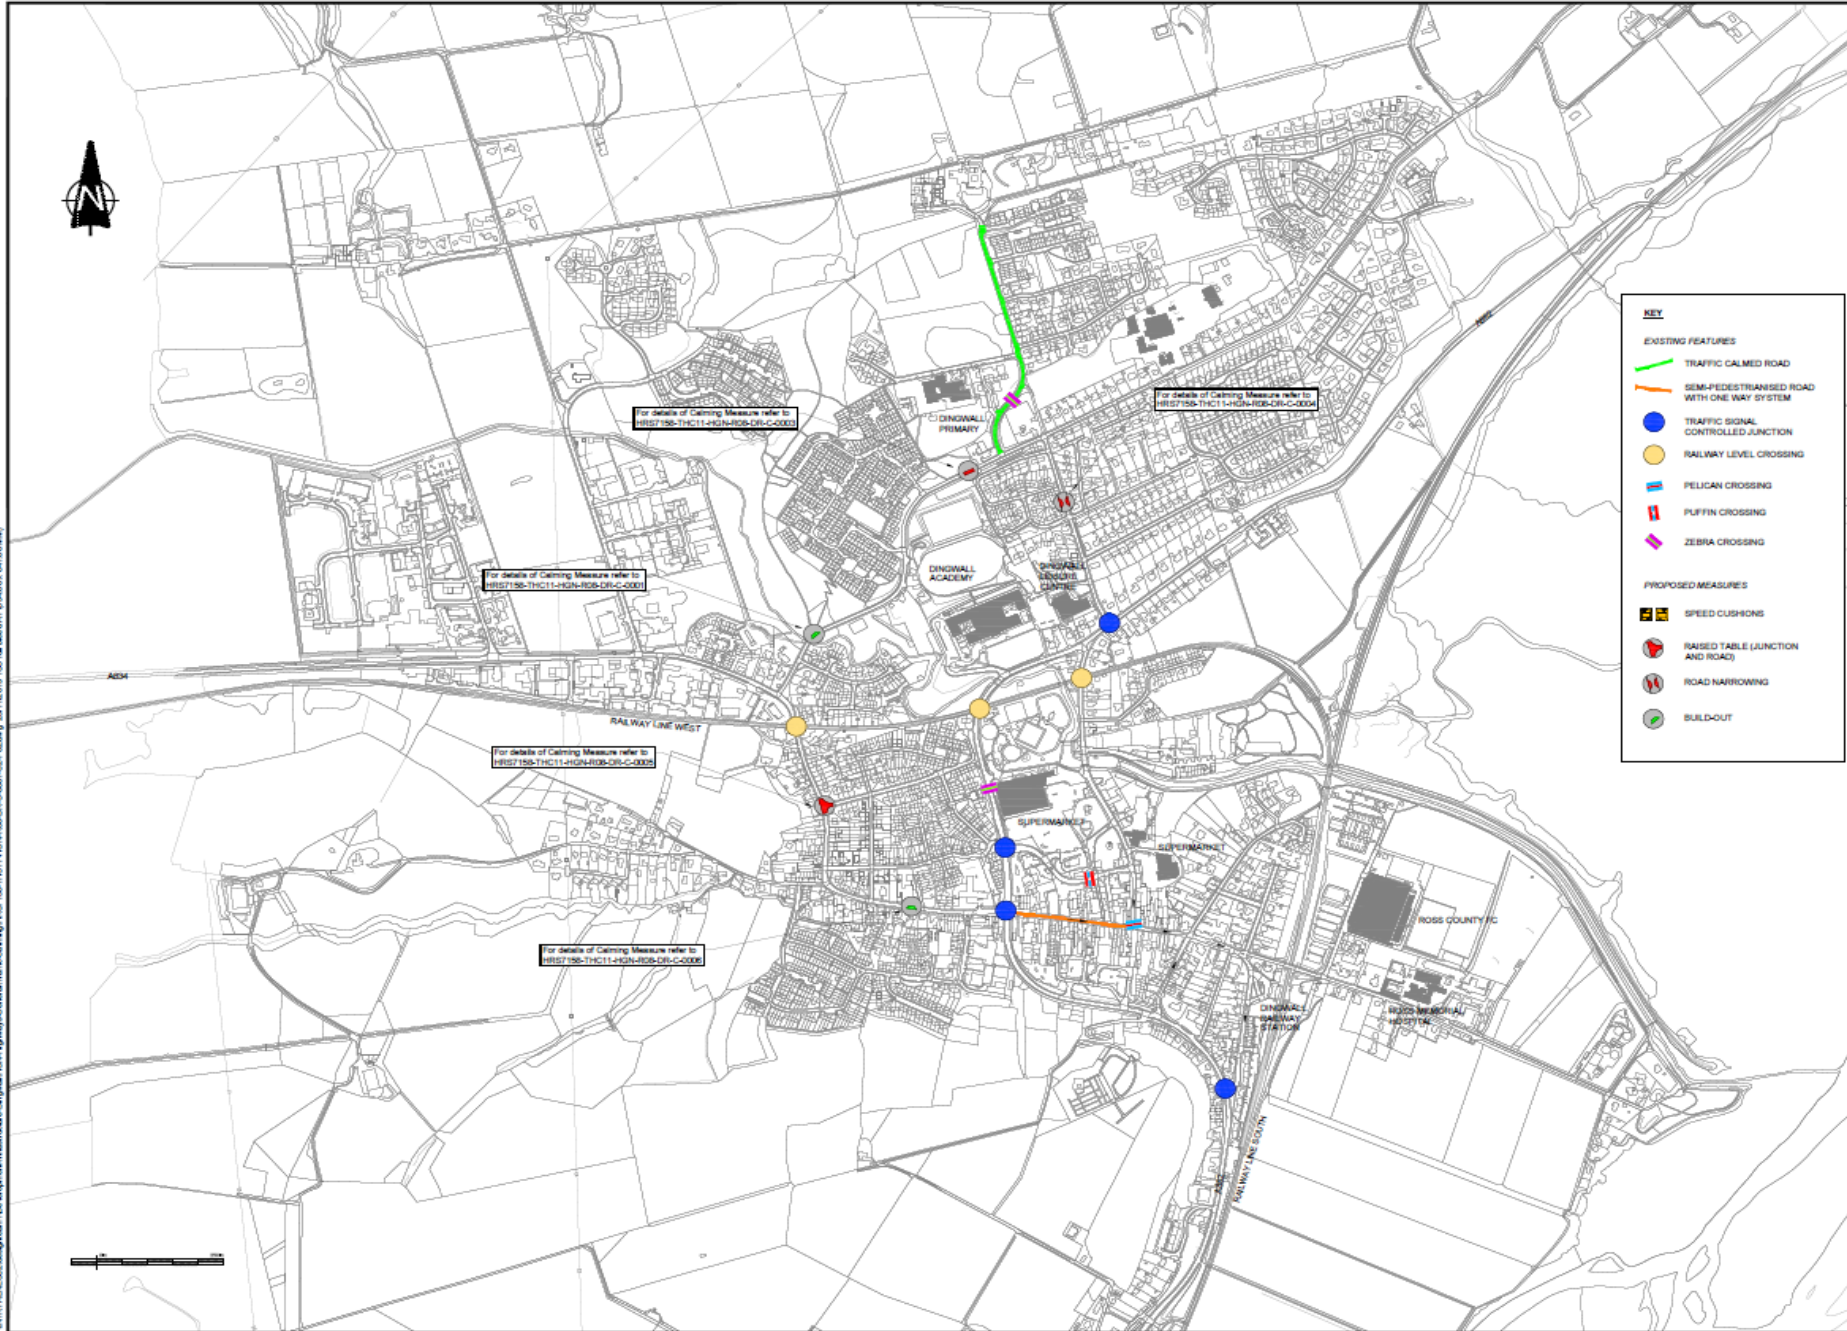 N
For details of Calming Measure refer to
HRS7158-THC11-HGN-R08-DR-C-0003
DINGWALL
PRIMARY
For details of Calming Measure refer to
HRS7158-THC11-HGN-R08-DR-C-0004
For details of Calming Measure refer to
HRS7158-THC11-HGN-R08-DR-C-0001
DINGWALL
ACADEMY
DINGWALL
LEISURE
CENTRE
A834
RAILWAY LINE WEST
For details of Calming Measure refer to
HRS7158-THC11-HGN-R08-DR-C-0005
SUPERMARKET
SUPERMARKET
ROSS COUNTY FC
For details of Calming Measure refer to
HRS7158-THC11-HGN-R08-DR-C-0006
DINGWALL
RAILWAY
STATION
ROSS MEMORIAL
HOSPITAL
RAILWAY LINE SOUTH
KEY
EXISTING FEATURES
TRAFFIC CALMED ROAD
SEMI-PEDESTRIANISED ROAD
WITH ONE WAY SYSTEM
TRAFFIC SIGNAL
CONTROLLED JUNCTION
RAILWAY LEVEL CROSSING
PELICAN CROSSING
PUFFIN CROSSING
ZEBRA CROSSING
PROPOSED MEASURES
SPEED CUSHIONS
RAISED TABLE (JUNCTION
AND ROAD)
ROAD NARROWING
BUILD-OUT